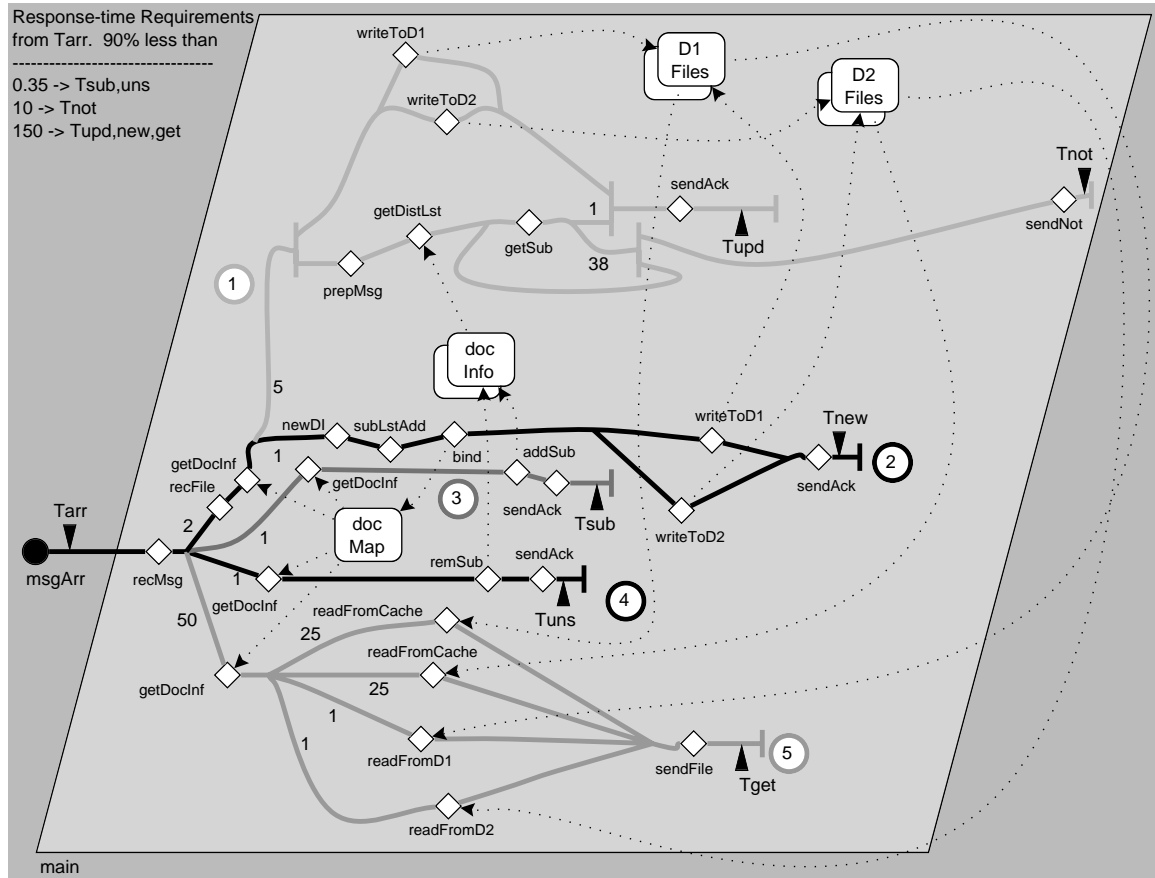 Response-time Requirements
from Tarr. 90% less than
---------------------------------
0.35 -> Tsub,uns
10 -> Tnot
150 -> Tupd,new,get
writeToD1
D1
Files
D2
Files
writeToD2
Tnot
sendAck
getDistLst
1
getSub
Tupd
sendNot
38
1
prepMsg
doc
Info
5
writeToD1
Tnew
newDI
subLstAdd
1
bind
addSub
sendAck
2
getDocInf
recFile
getDocInf
3
sendAck
Tsub
writeToD2
Tarr
2
1
doc
Map
msgArr
recMsg
1
getDocInf
remSub
sendAck
Tuns
4
50
25
readFromCache
readFromCache
25
getDocInf
1
1
readFromD1
sendFile
5
Tget
readFromD2
main